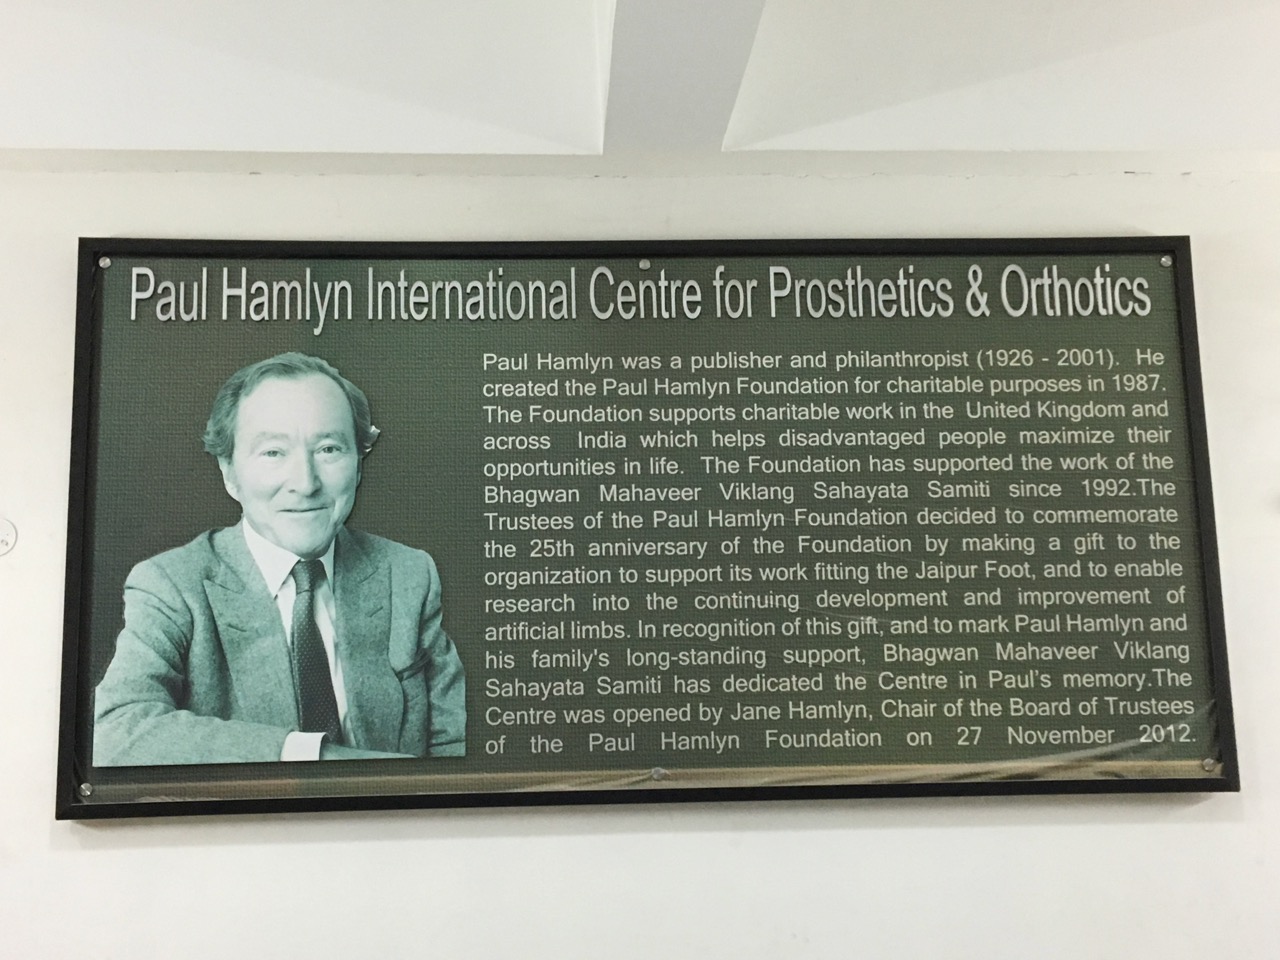 Paul Hamlyn International Centre for Prosthetics & Orthotics
Paul Hamlyn was a publisher and philanthropist (1926 - 2001). He
created the Paul Hamlyn Foundation for charitable purposes in 1987.
The Foundation supports charitable work in the United Kingdom and
across India which helps disadvantaged people maximize their
opportunities in life. The Foundation has supported the work of the
Bhagwan Mahaveer Viklang Sahayata Samiti since 1992.The
Trustees of the Paul Hamlyn Foundation decided to commemorate
the 25th anniversary of the Foundation by making a gift to the
organization to support its work fitting the Jaipur Foot, and to enable
research into the continuing development and improvement of
artificial limbs. In recognition of this gift, and to mark Paul Hamlyn and
his family's long-standing support, Bhagwan Mahaveer Viklang
Sahayata Samiti has dedicated the Centre in Paul's memory.The
Centre was opened by Jane Hamlyn, Chair of the Board of Trustees
of the Paul Hamlyn Foundation on 27 November 2012.